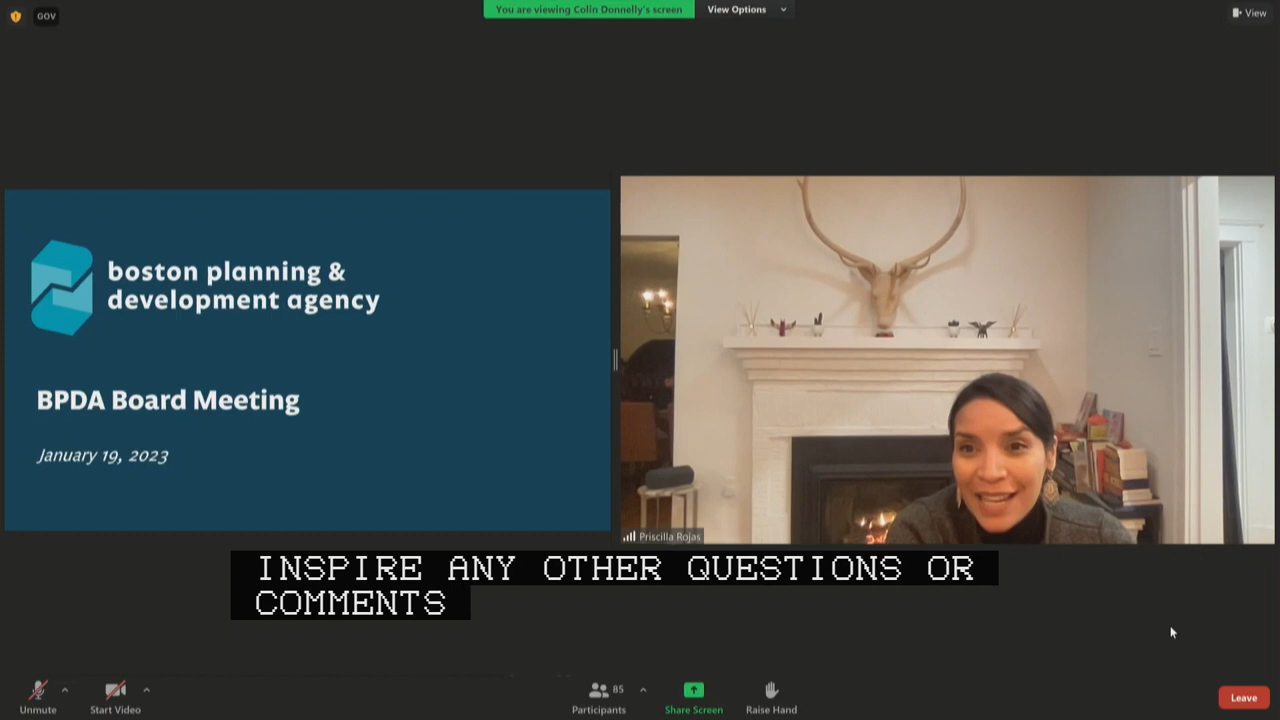 GOV
You are viewing Colin Donnelly's screen
View Options
View
boston planning &
development agency
BPDA Board Meeting
January 19, 2023
Priscilla Rojas
INSPIRE ANY OTHER QUESTIONS OR
COMMENTS
Unmute
Start Video
85
Participants
Share Screen
Raise Hand
Leave